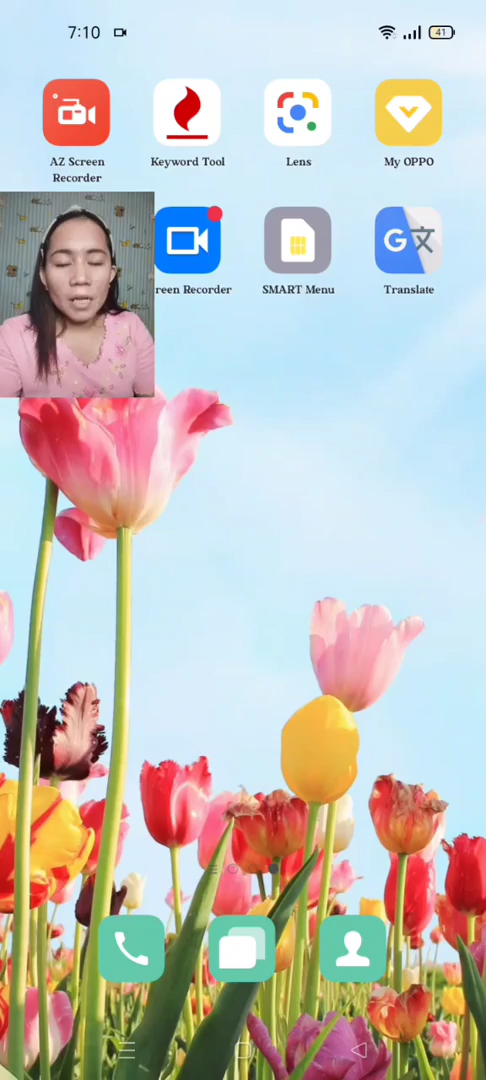 7:10
41
AZ Screen
Recorder
Keyword Tool
Lens
My OPPO
reen Recorder
SMART Menu
Translate